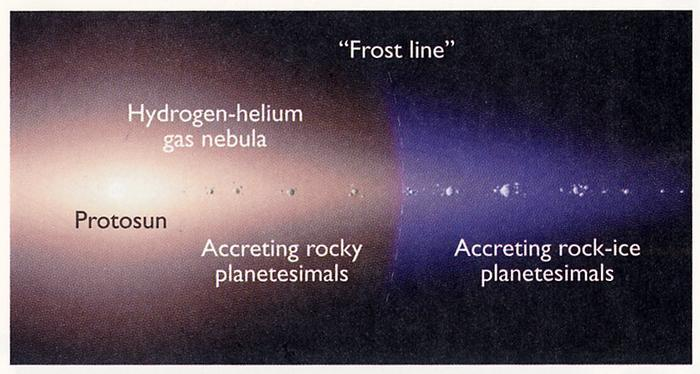 “Frost line”
Hydrogen-helium
gas nebula
Protosun
Accreting rocky
planetesimals
Accreting rock-ice
planetesimals